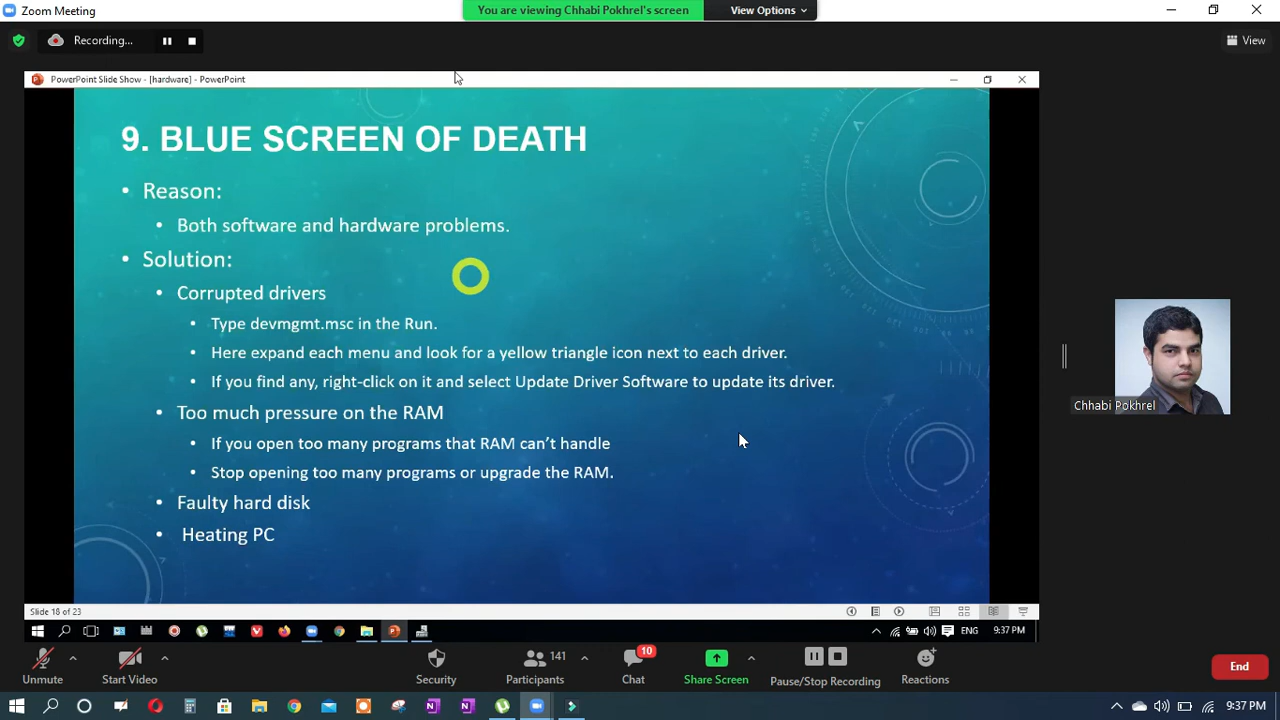 Zoom Meeting
You are viewing Chhabi Pokhrel's screen
View Options
Recording...
View
PowerPoint Slide Show - [hardware] - PowerPoint
9. BLUE SCREEN OF DEATH
• Reason:
• Both software and hardware problems.
• Solution:
• Corrupted drivers
• Type devmgmt.msc in the Run.
• Here expand each menu and look for a yellow triangle icon next to each driver.
• If you find any, right-click on it and select Update Driver Software to update its driver.
• Too much pressure on the RAM
• If you open too many programs that RAM can't handle
• Stop opening too many programs or upgrade the RAM.
• Faulty hard disk
• Heating PC
Chhabi Pokhrel
Slide 18 of 23
ENG 9:37 PM
141
10
Unmute
Start Video
Security
Participants
Chat
Share Screen
Pause/Stop Recording
Reactions
End
9:37 PM